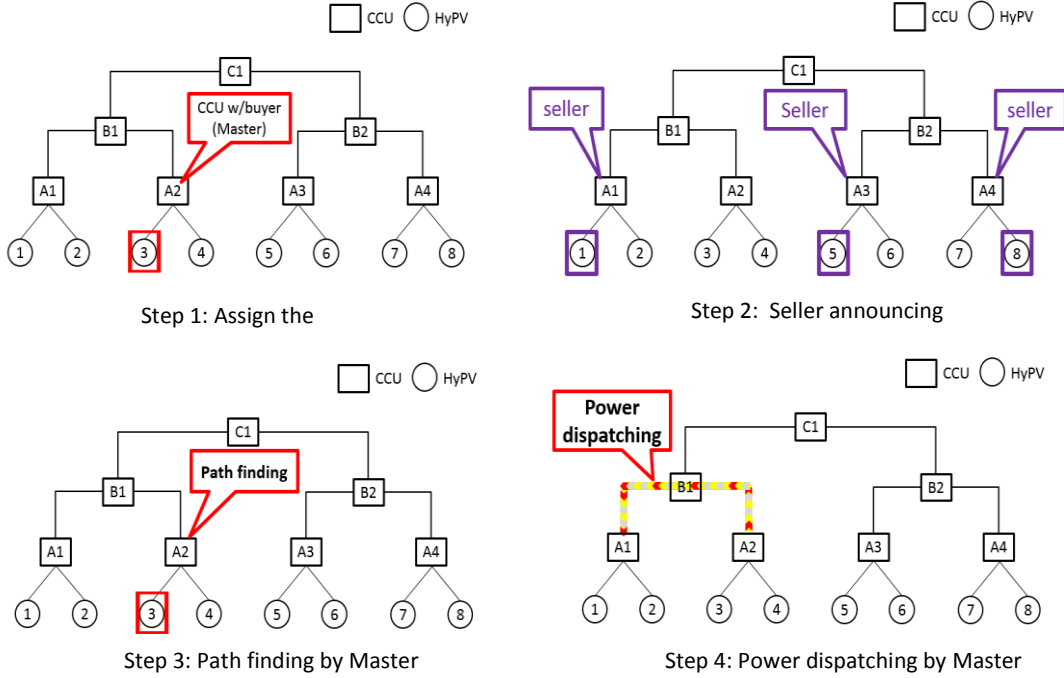 CCU HyPV
C1
CCU w/buyer
(Master)
B1 B2
A1 A2 A3 A4
1 2 3 4 5 6 7 8
Step 1: Assign the
CCU HyPV
seller Seller seller
C1
B1 B2
A1 A2 A3 A4
1 2 3 4 5 6 7 8
Step 2: Seller announcing
CCU HyPV
C1
Path finding
B1 B2
A1 A2 A3 A4
1 2 3 4 5 6 7 8
Step 3: Path finding by Master
CCU HyPV
Power
dispatching
C1
B1 B2
A1 A2 A3 A4
1 2 3 4 5 6 7 8
Step 4: Power dispatching by Master